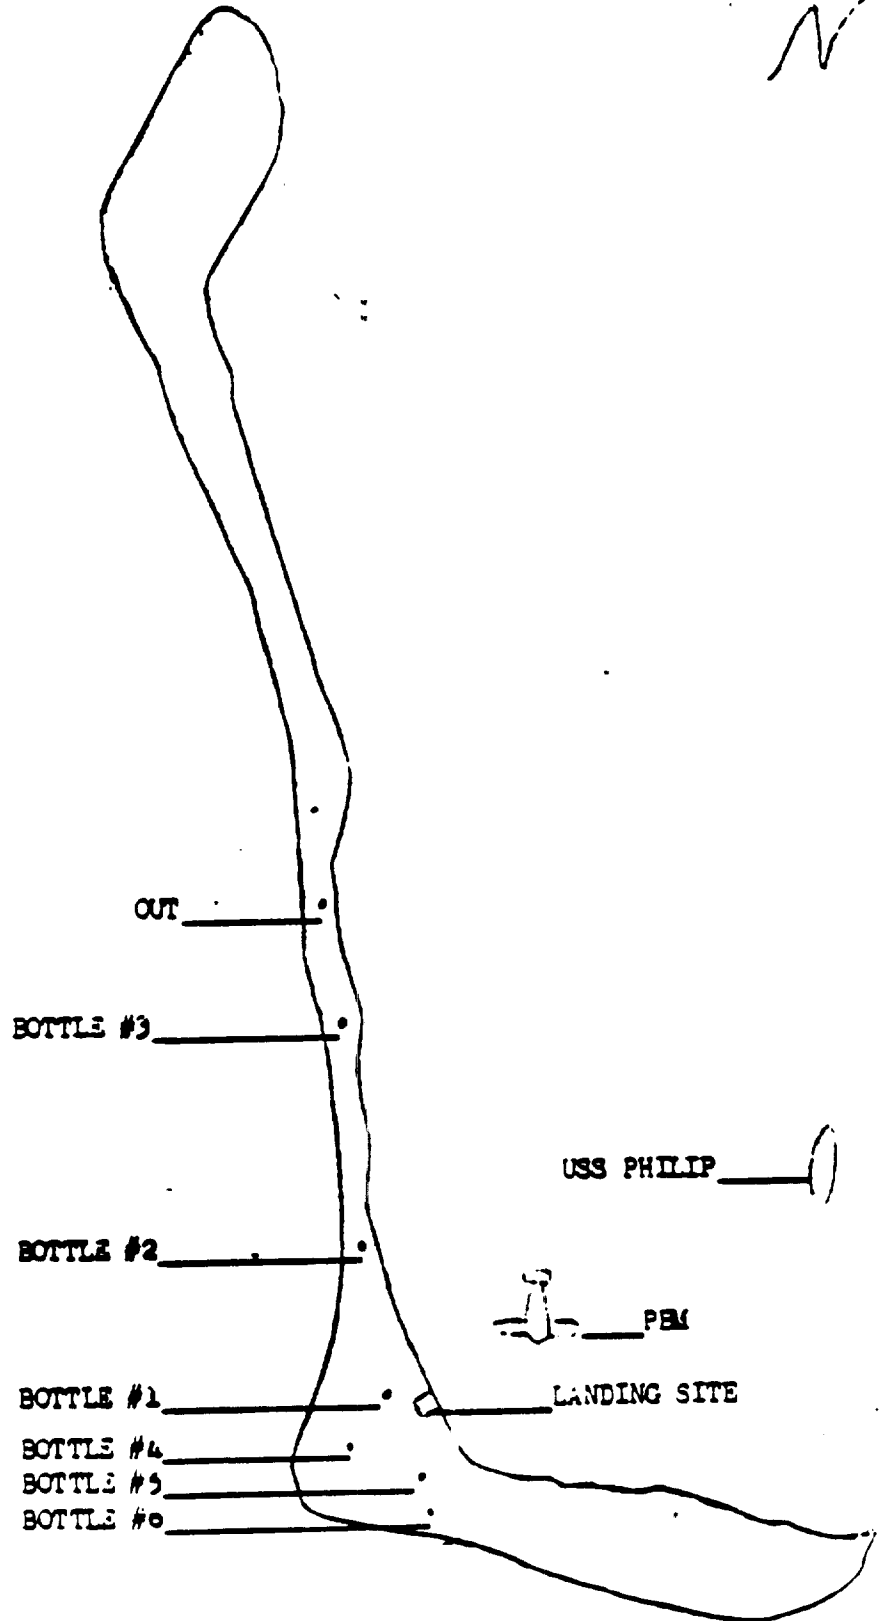 N
OUT
BOTTLE #3
USS PHILIP
BOTTLE #2
PBM
BOTTLE #1
LANDING SITE
BOTTLE #4
BOTTLE #5
BOTTLE #6